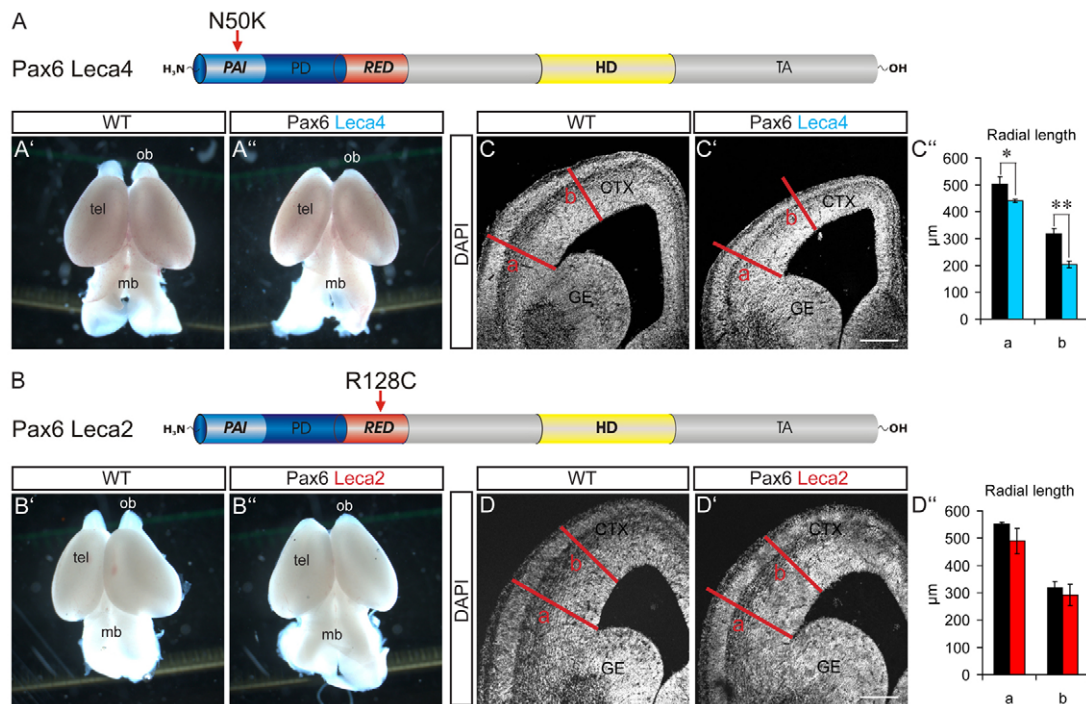 A
N50K
Pax6 Leca4
H₃N PAI PD RED HD TA OH
WT Pax6 Leca4 WT Pax6 Leca4
A' ob A" ob C CTX C' CTX C" Radial length
tel tel b b
mb mb a a
GE GE
DAPI
* **
µm
600
500
400
300
200
100
0
a b
B
R128C
Pax6 Leca2
H₃N PAI PD RED HD TA OH
WT Pax6 Leca2 WT Pax6 Leca2
B' ob B" ob D CTX D' CTX D" Radial length
tel tel b b
mb mb a a
GE GE
DAPI
µm
600
500
400
300
200
100
0
a b